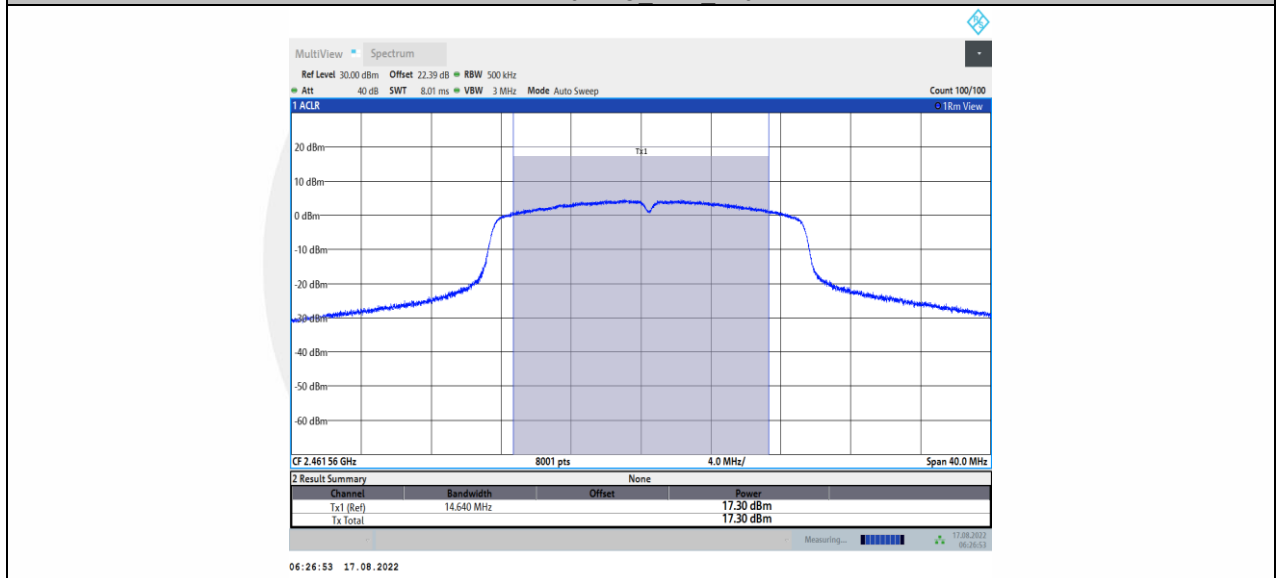 MultiView Spectrum
Ref Level 30.00 dBm Offset 22.39 dB RBW 500 kHz
Att 40 dB SWT 8.01 ms VBW 3 MHz Mode Auto Sweep Count 100/100
1 ACLR 1Rm View
20 dBm
Tx1
10 dBm
0 dBm
-10 dBm
-20 dBm
-30 dBm
-40 dBm
-50 dBm
-60 dBm
CF 2.461 56 GHz 8001 pts 4.0 MHz/ Span 40.0 MHz
2 Result Summary None
Channel Bandwidth Offset Power
Tx1 (Ref) 14.640 MHz 17.30 dBm
Tx Total 17.30 dBm
Measuring... 17.08.2022
06:26:53
06:26:53 17.08.2022